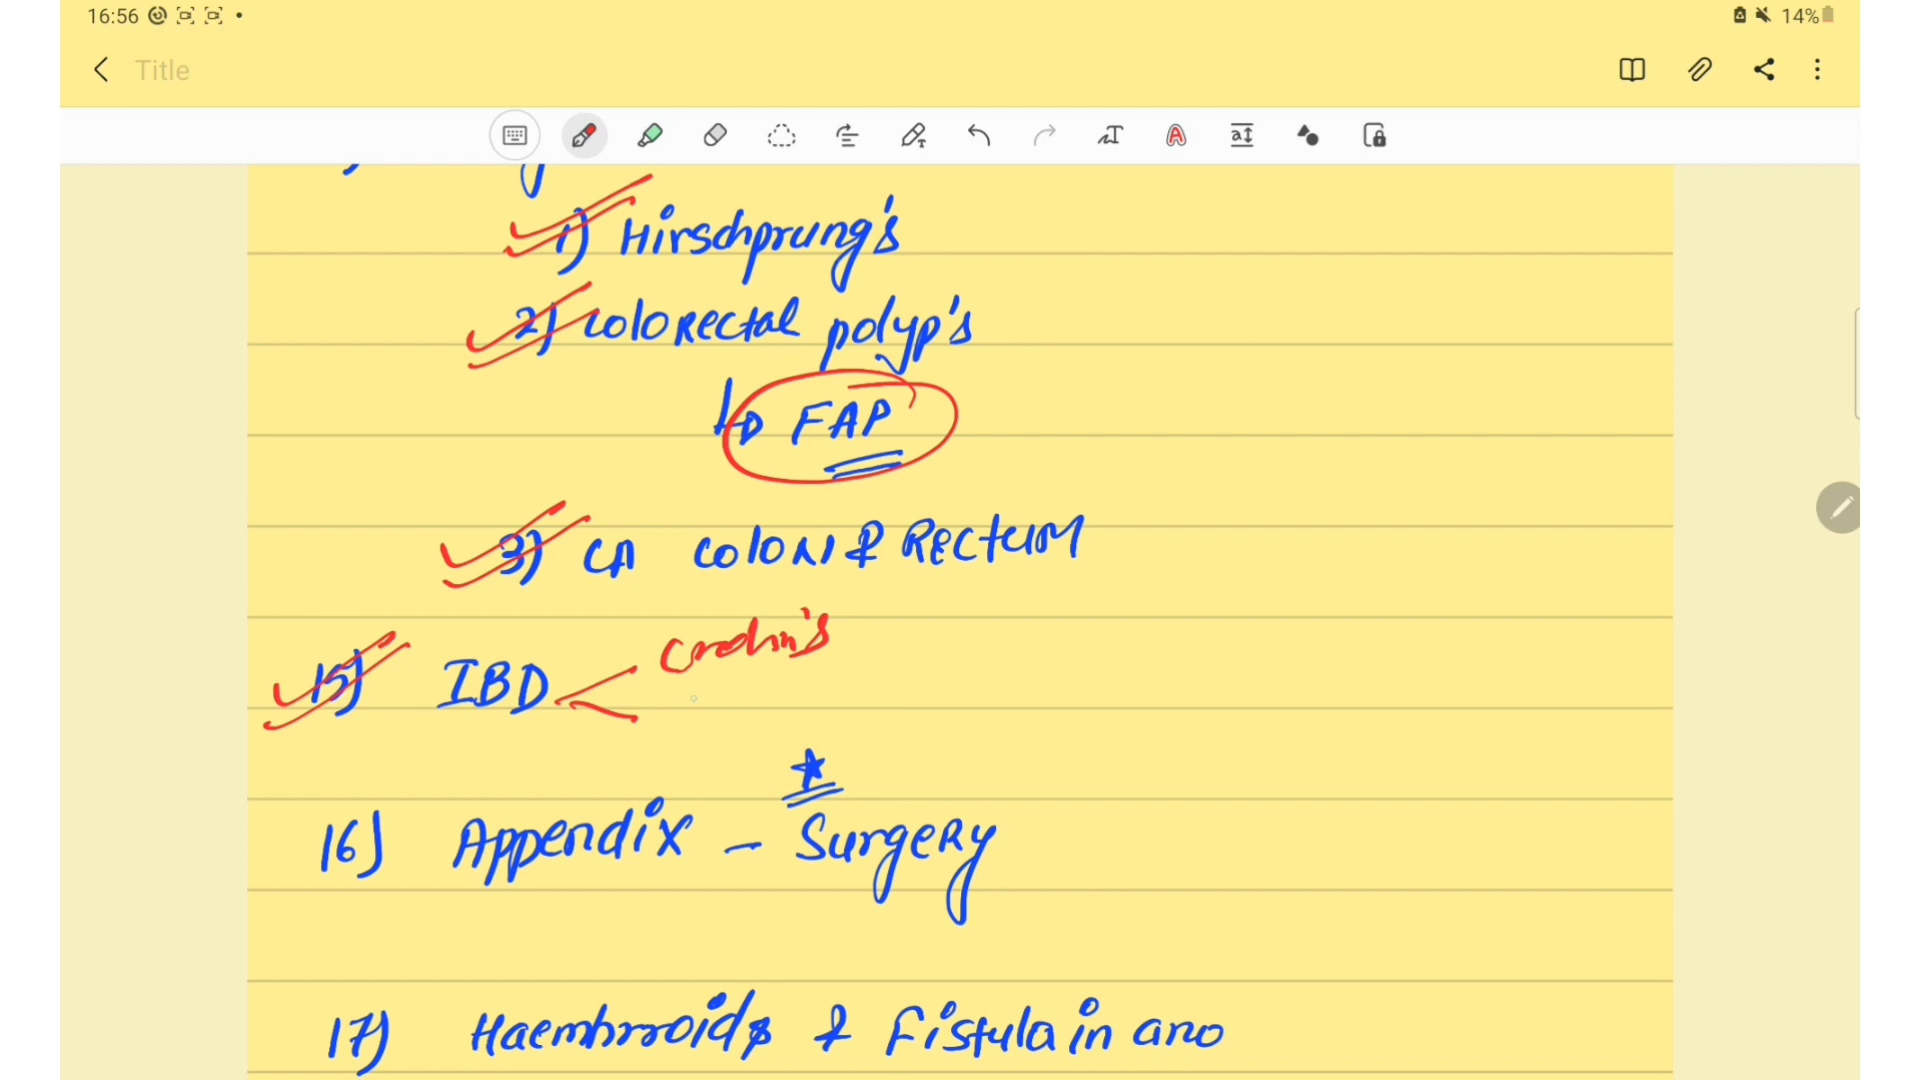 16:56
14%
Title
1) Hirschprung's
2) Colorectal polyp's
FAP
3) CA Colon & Rectum
Crohn's
15) IBD
16) Appendix - Surgery
17) Haemhrroids & Fistula in ano